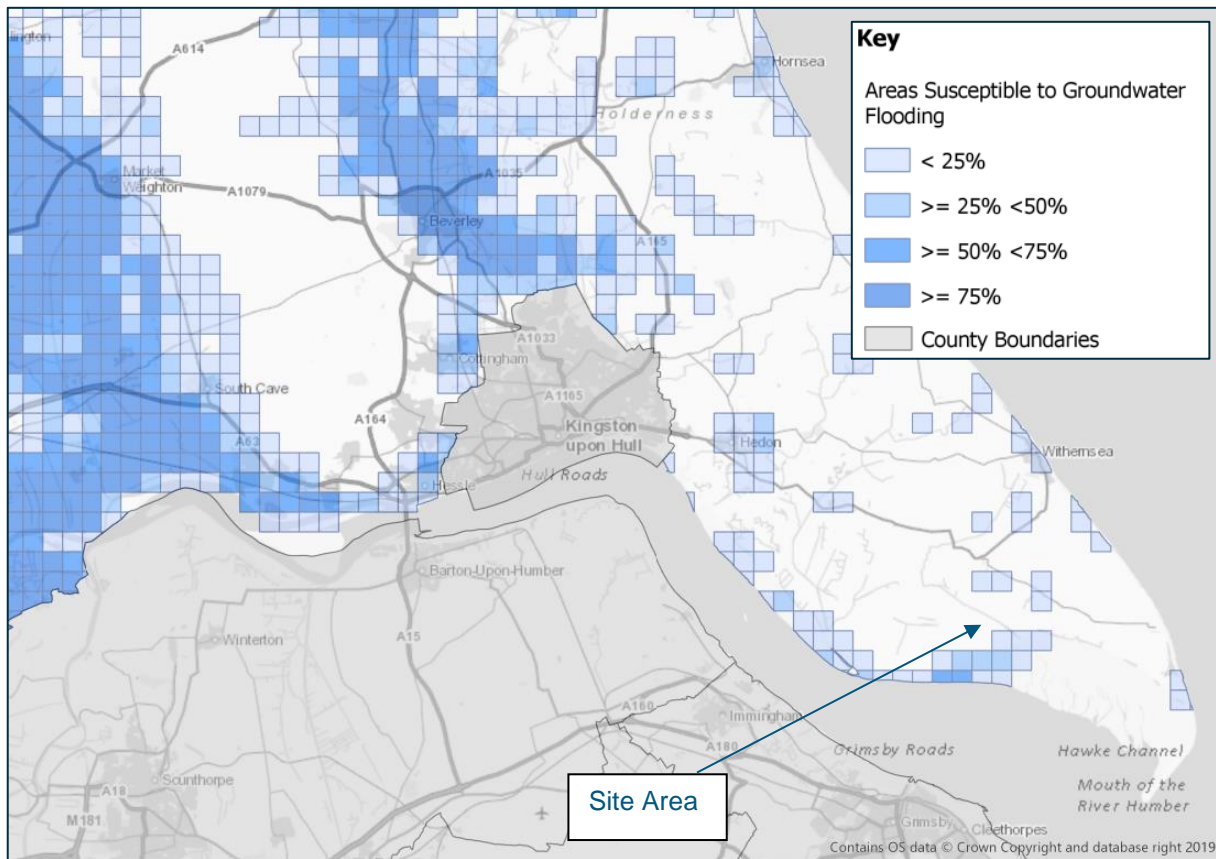 lington
A614
Hornsea
Holderness
Key
Areas Susceptible to Groundwater
Flooding
< 25%
>= 25% <50%
>= 50% <75%
>= 75%
County Boundaries
Market
Weighton
A1079
A1035
Beverley
A165
A1033
Cottingham
South Cave
A164
A1165
Kingston
upon Hull
Hedon
Withernsea
A63
Hessle
Hull Roads
Barton-Upon-Humber
Winterton
A15
A160
Immingham
A180
Grimsby Roads
Hawke Channel
Scunthorpe
A18
M181
Site Area
Mouth of the
River Humber
Grimsby
Cleethorpes
Contains OS data © Crown Copyright and database right 2019